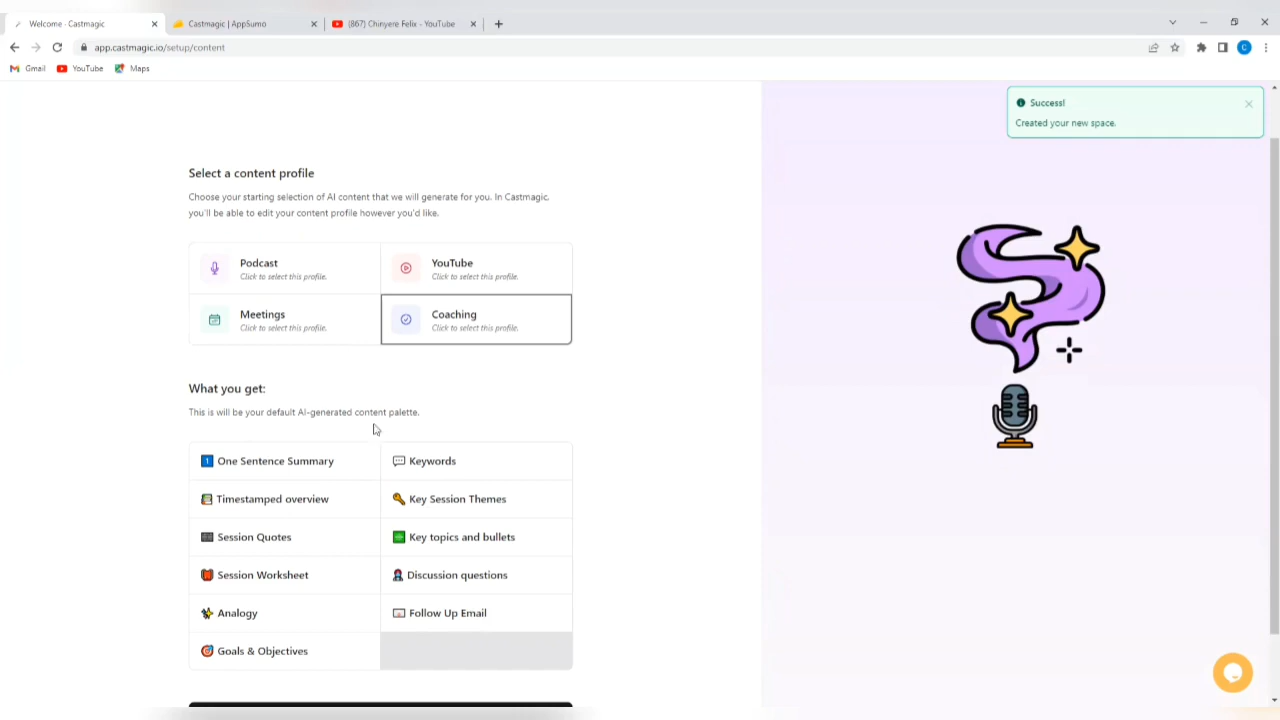 Welcome - Castmagic
Castmagic | AppSumo
(867) Chinyere Felix - YouTube
app.castmagic.io/setup/content
C
Gmail
YouTube
Maps
Success!
Created your new space.
Select a content profile
Choose your starting selection of AI content that we will generate for you. In Castmagic,
you'll be able to edit your content profile however you'd like.
Podcast
Click to select this profile.
YouTube
Click to select this profile.
Meetings
Click to select this profile.
Coaching
Click to select this profile.
What you get:
This is will be your default AI-generated content palette.
One Sentence Summary
Keywords
Timestamped overview
Key Session Themes
Session Quotes
Key topics and bullets
Session Worksheet
Discussion questions
Analogy
Follow Up Email
Goals & Objectives